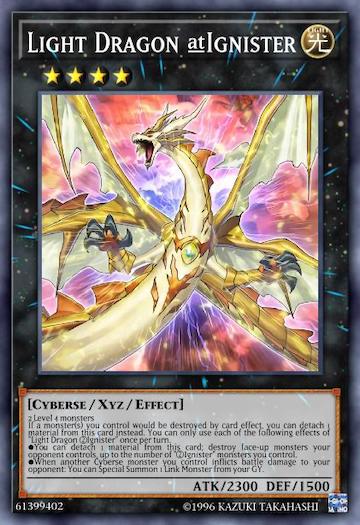 Light Dragon @Ignister
LIGHT
光
[Cyberse/Xyz/Effect]
2 Level 4 monsters
If a monster(s) you control would be destroyed by card effect, you can detach 1
material from this card instead. You can only use each of the following effects of
"Light Dragon @Ignister" once per turn.
●You can detach 1 material from this card; destroy face-up monsters your
opponent controls, up to the number of "@Ignister" monsters you control.
●When another Cyberse monster you control inflicts battle damage to your
opponent: You can Special Summon 1 Link Monster from your GY.
ATK/2300 DEF/1500
61399402
©1996 KAZUKI TAKAHASHI